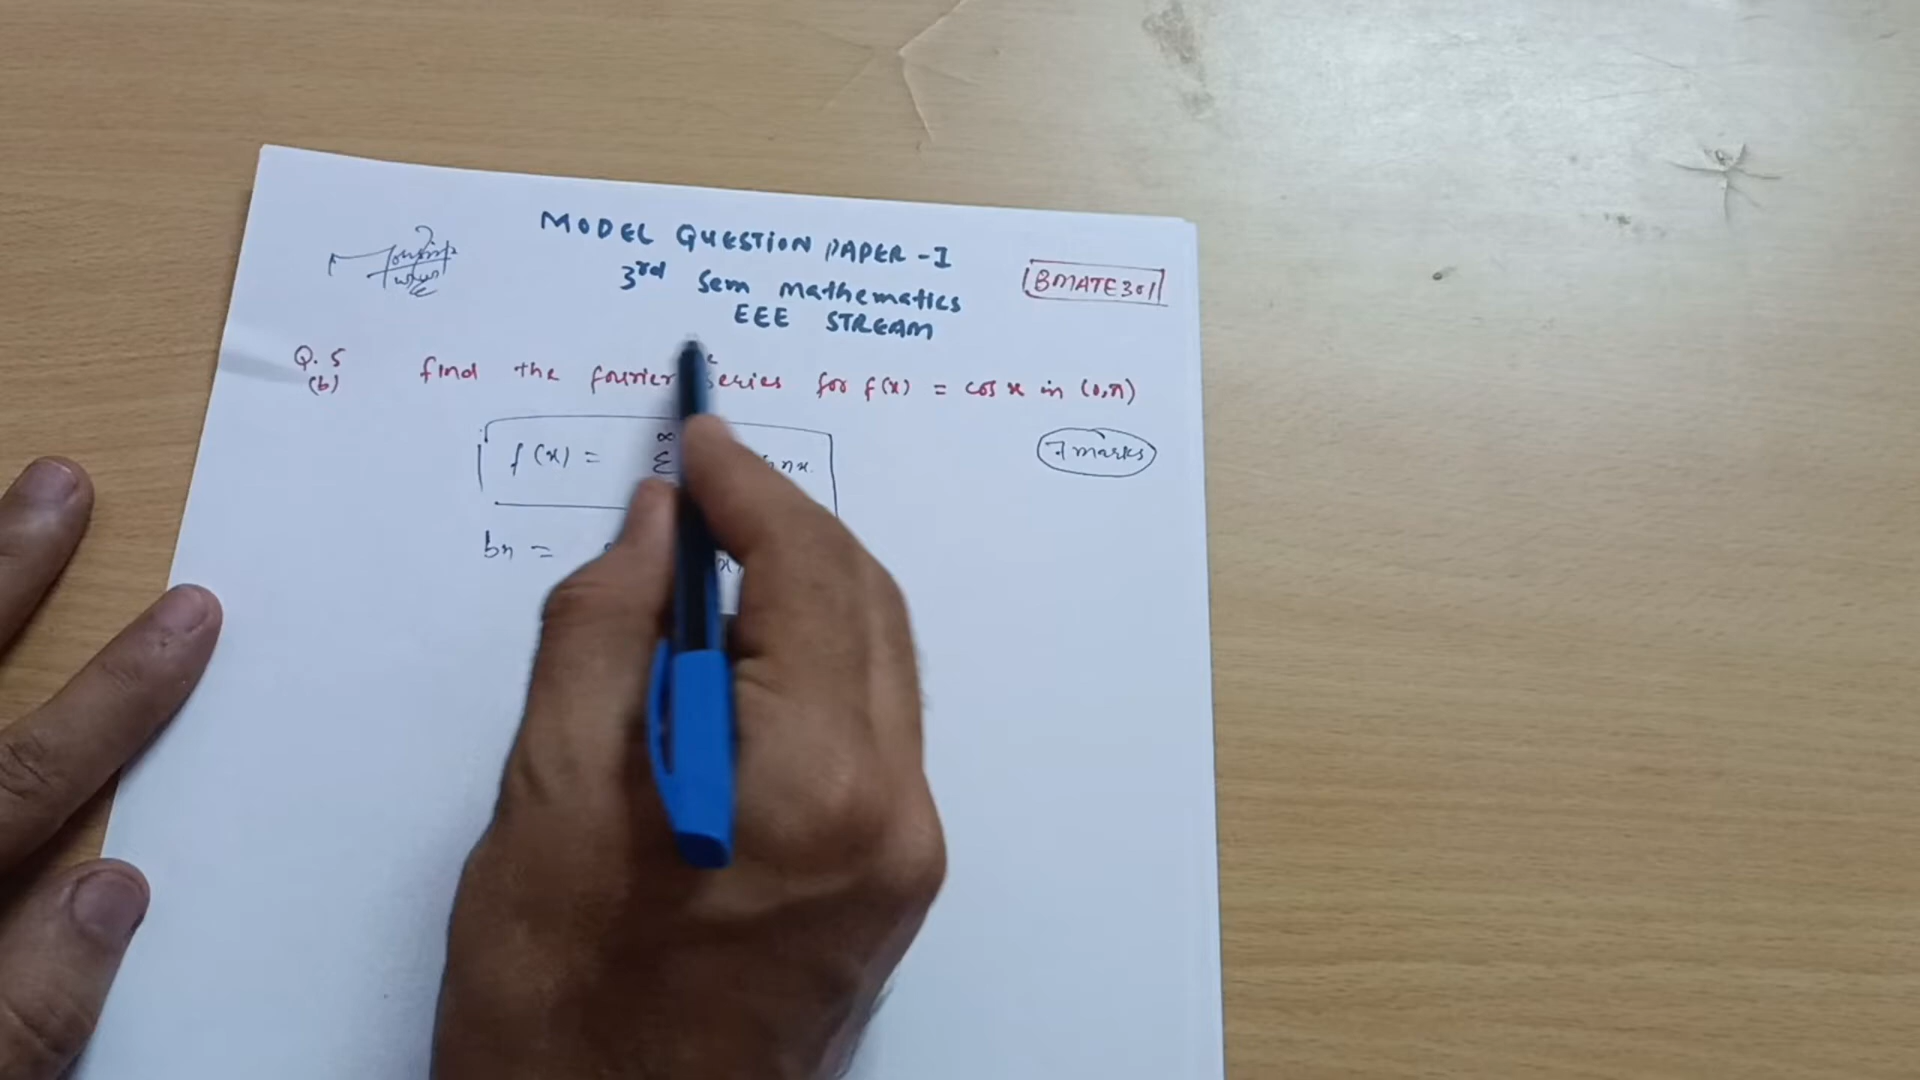 MODEL QUESTION PAPER - I
3rd Sem mathematics
BMATE301
EEE STREAM
Q. 5
(b) find the fourier series for f(x) = cos x in (0,π)
7 marks
f(x) = ∞ Σ nx.
bn =